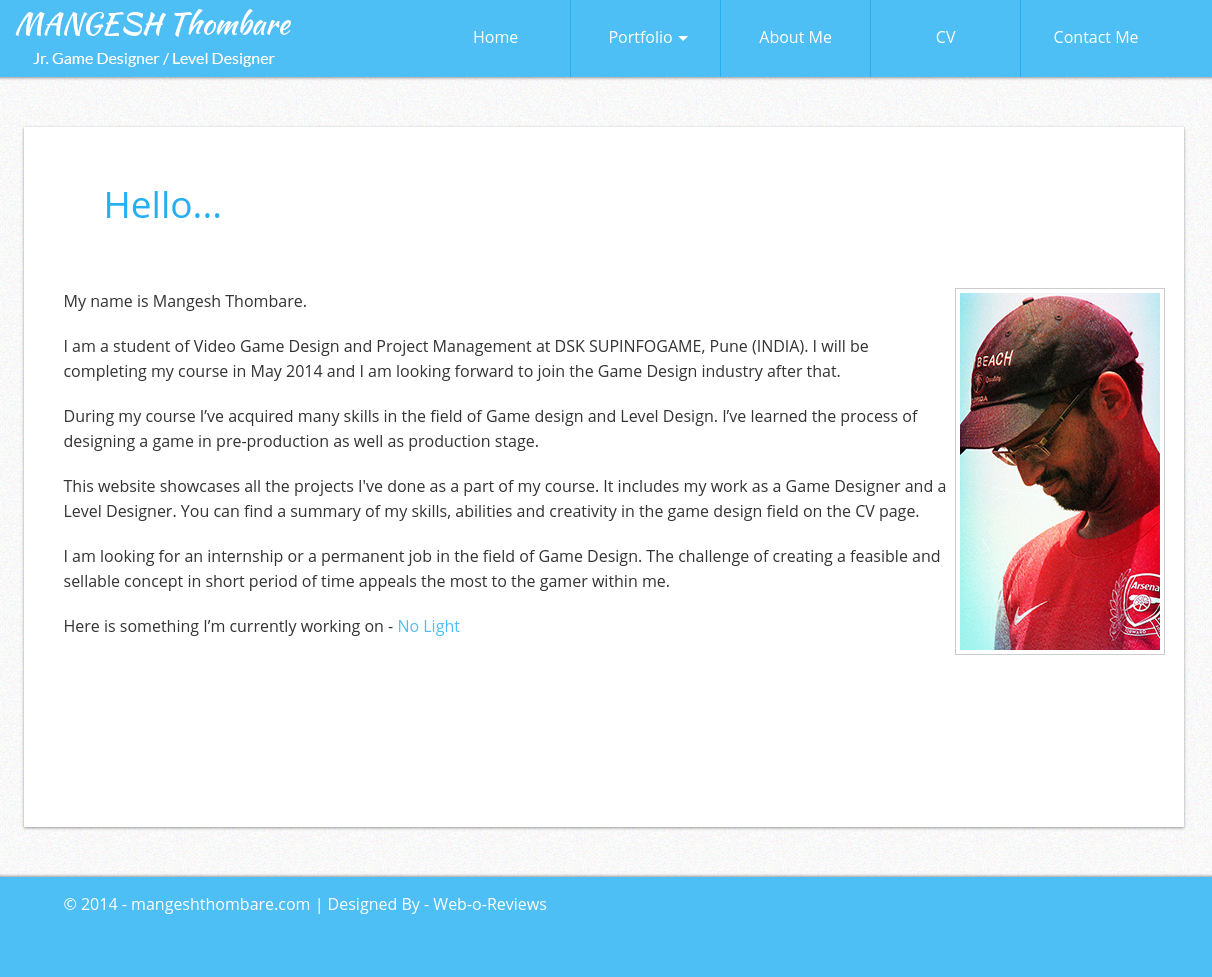 MANGESH Thombare
Jr. Game Designer / Level Designer
Home
Portfolio
About Me
CV
Contact Me
Hello...
My name is Mangesh Thombare.
I am a student of Video Game Design and Project Management at DSK SUPINFOGAME, Pune (INDIA). I will be
completing my course in May 2014 and I am looking forward to join the Game Design industry after that.
During my course I’ve acquired many skills in the field of Game design and Level Design. I’ve learned the process of
designing a game in pre-production as well as production stage.
This website showcases all the projects I've done as a part of my course. It includes my work as a Game Designer and a
Level Designer. You can find a summary of my skills, abilities and creativity in the game design field on the CV page.
I am looking for an internship or a permanent job in the field of Game Design. The challenge of creating a feasible and
sellable concept in short period of time appeals the most to the gamer within me.
Here is something I’m currently working on - No Light
BEACH
Quality
Arsenal
© 2014 - mangeshthombare.com | Designed By - Web-o-Reviews